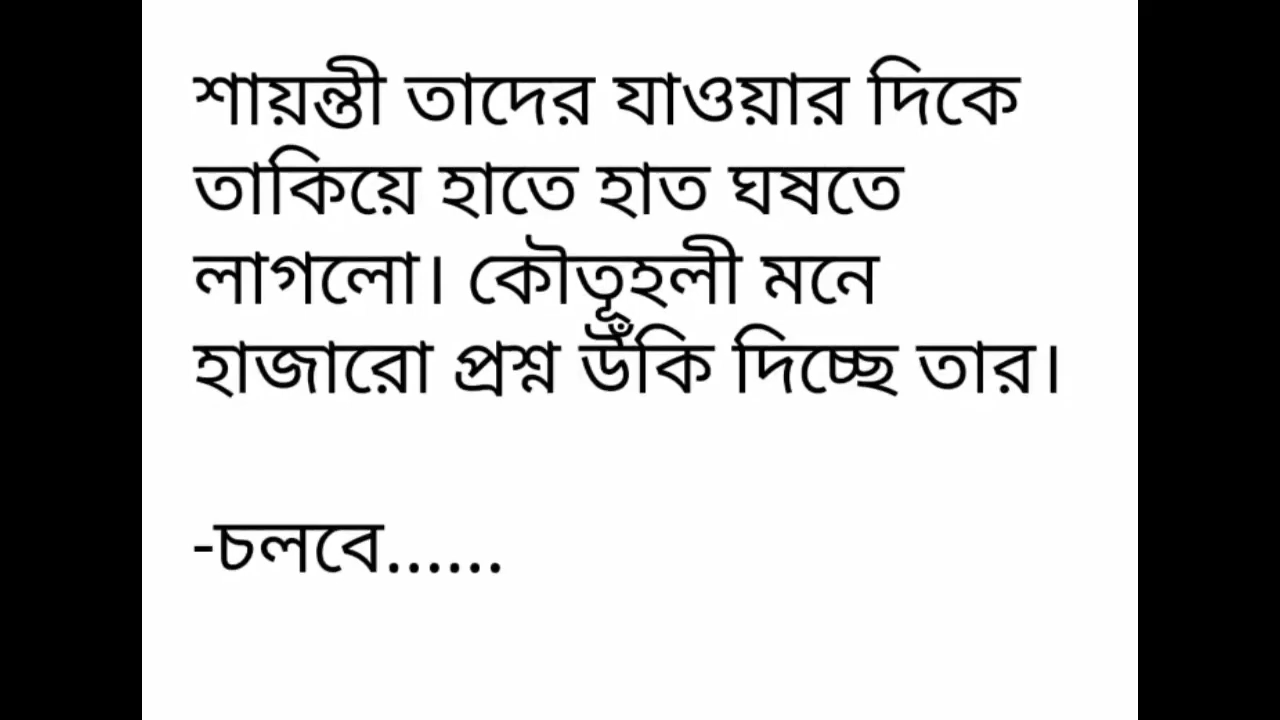 শায়ন্তী তাদের যাওয়ার দিকে
তাকিয়ে হাতে হাত ঘষতে
লাগলো। কৌতূহলী মনে
হাজারো প্রশ্ন উঁকি দিচ্ছে তার।
-চলবে......